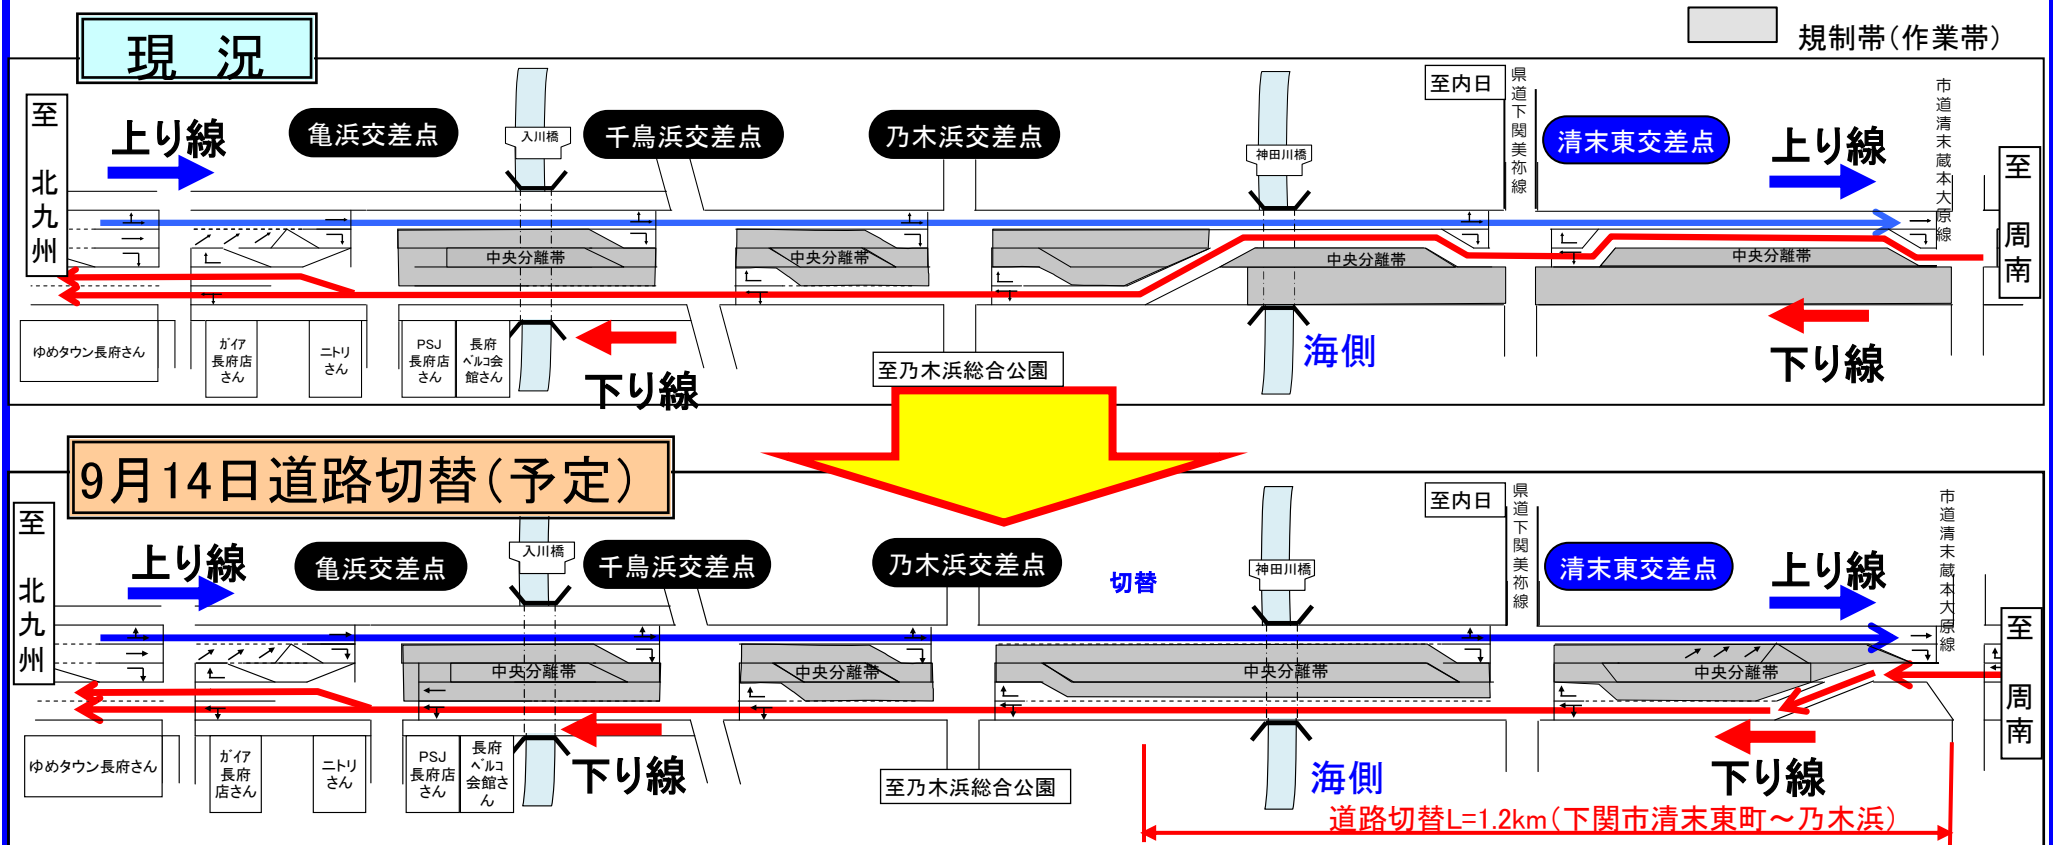 規制帯(作業帯)
現 況
至 北九州
上り線
亀浜交差点
入川橋
千鳥浜交差点
乃木浜交差点
神田川橋
至内日
県道下関美祢線
清末東交差点
上り線
市道清末蔵本大原線
至 周南
中央分離帯
中央分離帯
中央分離帯
中央分離帯
ゆめタウン長府さん
ガイア
長府店
さん
ニトリ
さん
PSJ
長府店
さん
長府
ベルコ会
館さん
下り線
至乃木浜総合公園
海側
下り線
9月14日道路切替(予定)
至 北九州
上り線
亀浜交差点
入川橋
千鳥浜交差点
乃木浜交差点
切替
神田川橋
至内日
県道下関美祢線
清末東交差点
上り線
市道清末蔵本大原線
至 周南
中央分離帯
中央分離帯
中央分離帯
中央分離帯
ゆめタウン長府さん
ガイア
長府
店さん
ニトリ
さん
PSJ
長府店
さん
長府
ベルコ
会館さ
ん
下り線
至乃木浜総合公園
海側
下り線
道路切替L=1.2km(下関市清末東町～乃木浜)